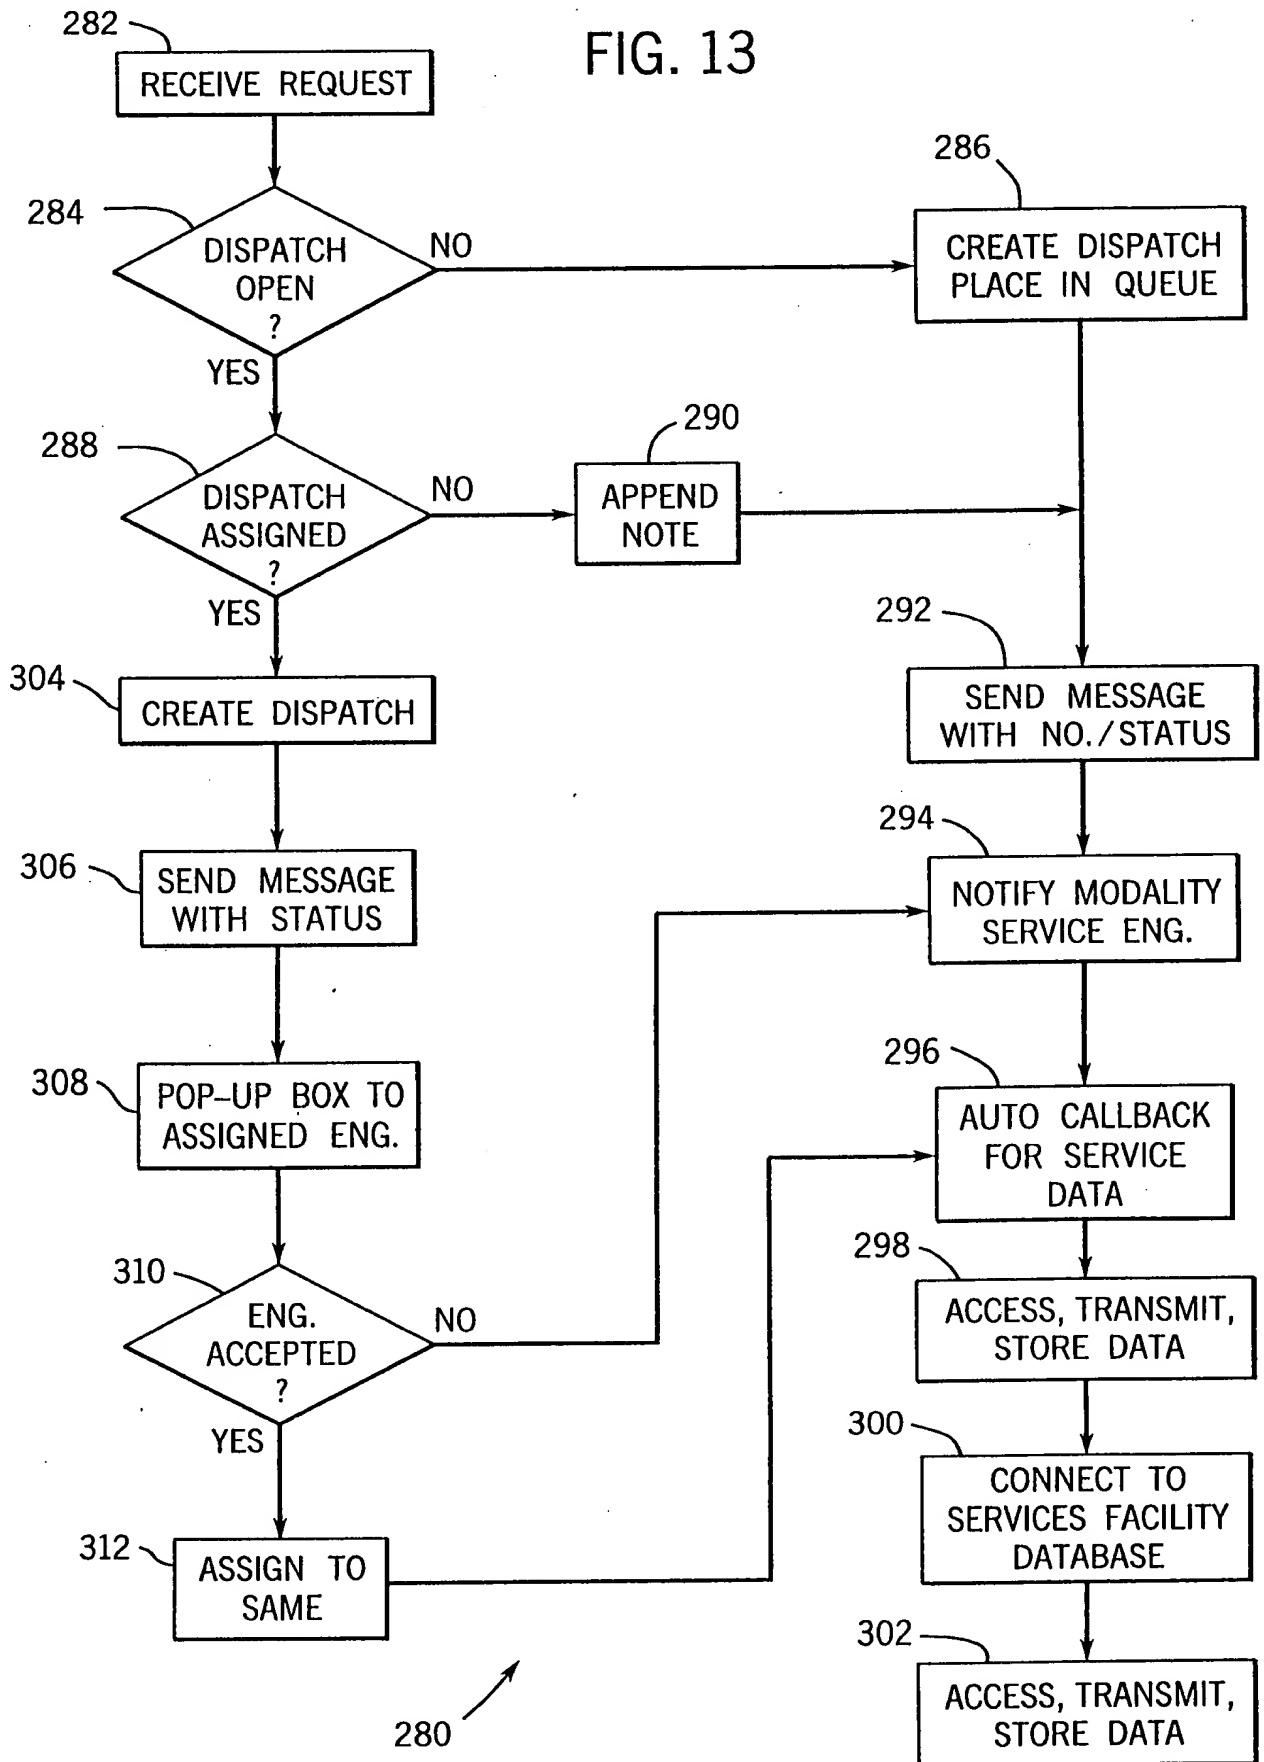 FIG. 13
282
RECEIVE REQUEST
284
DISPATCH
OPEN
?
NO
YES
286
CREATE DISPATCH
PLACE IN QUEUE
288
DISPATCH
ASSIGNED
?
NO
YES
290
APPEND
NOTE
292
SEND MESSAGE
WITH NO./STATUS
304
CREATE DISPATCH
294
NOTIFY MODALITY
SERVICE ENG.
306
SEND MESSAGE
WITH STATUS
296
AUTO CALLBACK
FOR SERVICE
DATA
308
POP-UP BOX TO
ASSIGNED ENG.
298
ACCESS, TRANSMIT,
STORE DATA
310
ENG.
ACCEPTED
?
NO
YES
300
CONNECT TO
SERVICES FACILITY
DATABASE
312
ASSIGN TO
SAME
302
ACCESS, TRANSMIT,
STORE DATA
280